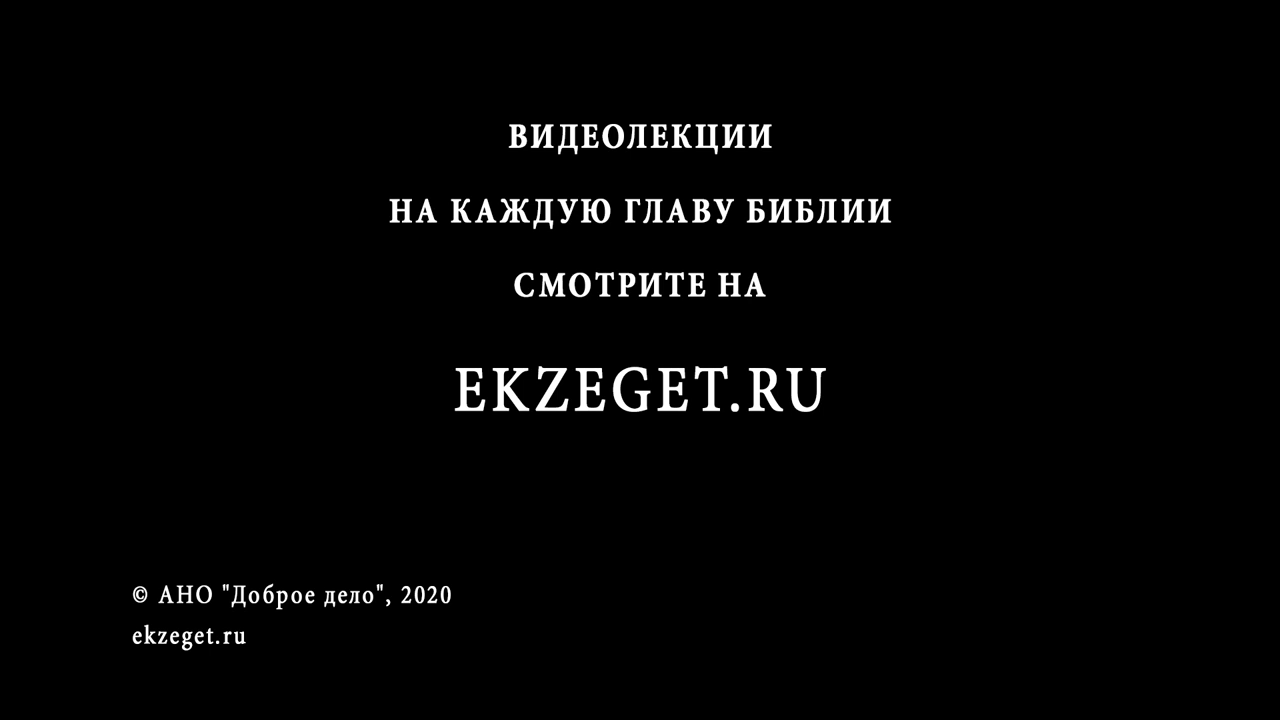 ВИДЕОЛЕКЦИИ
НА КАЖДУЮ ГЛАВУ БИБЛИИ
СМОТРИТЕ НА
EKZEGET.RU
© АНО "Доброе дело", 2020
ekzeget.ru